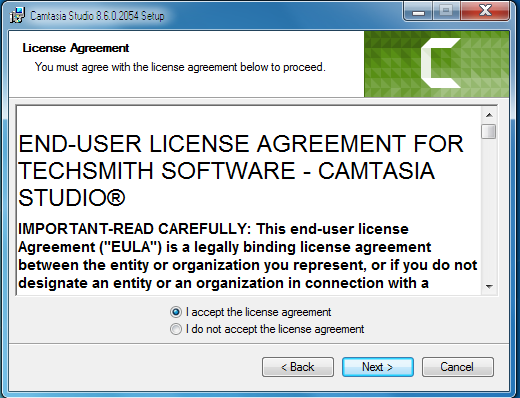 Camtasia Studio 8.6.0.2054 Setup
License Agreement
You must agree with the license agreement below to proceed.
END-USER LICENSE AGREEMENT FOR
TECHSMITH SOFTWARE - CAMTASIA
STUDIO®
IMPORTANT-READ CAREFULLY: This end-user license
Agreement ("EULA") is a legally binding license agreement
between the entity or organization you represent, or if you do not
designate an entity or an organization in connection with a
I accept the license agreement
I do not accept the license agreement
< Back Next > Cancel